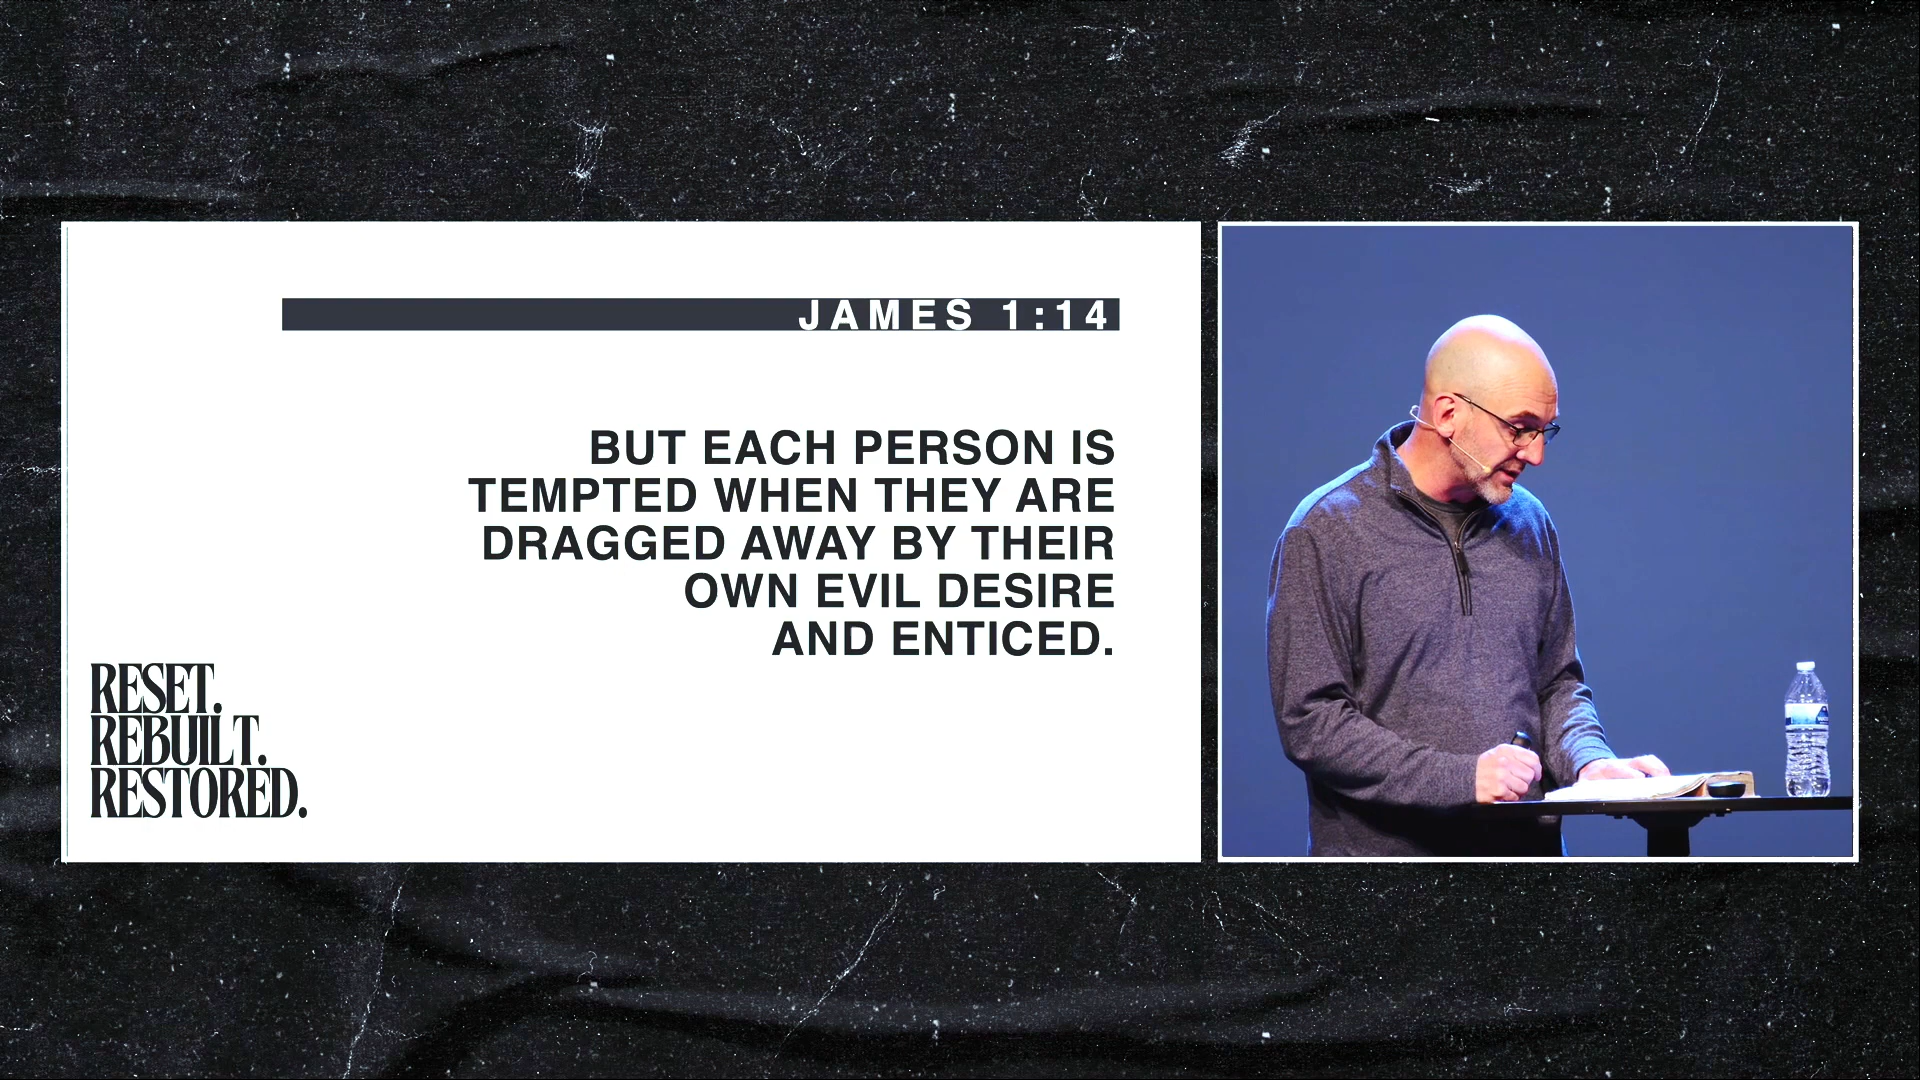 JAMES 1:14
BUT EACH PERSON IS
TEMPTED WHEN THEY ARE
DRAGGED AWAY BY THEIR
OWN EVIL DESIRE
AND ENTICED.
RESET.
REBUILT.
RESTORED.